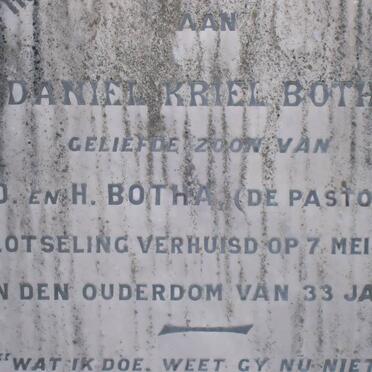 AAN
DANIEL KRIEL BOTH
GELIEFDE ZOON VAN
D. EN H. BOTHA, (DE PASTO
LOTSELING VERHUISD OP 7 MEI
N DEN OUDERDOM VAN 33 JA
"WAT IK DOE, WEET GY NU NIET